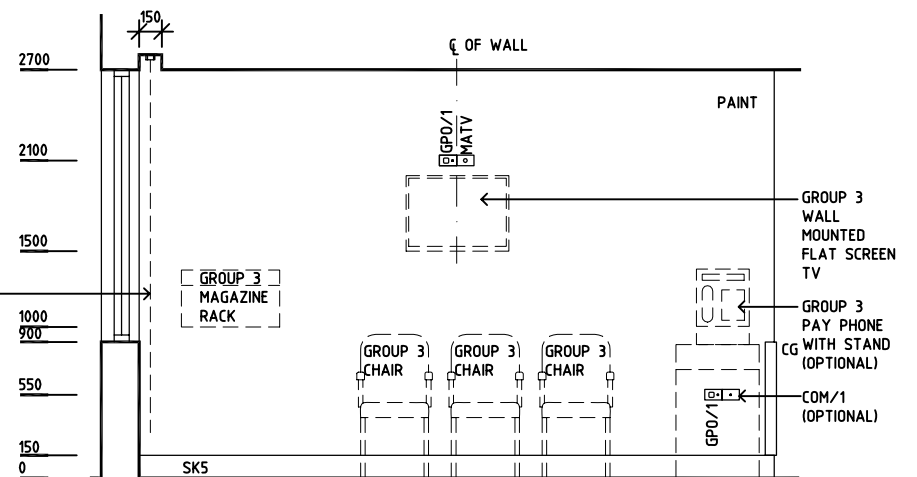 150
℄ OF WALL
2700
PAINT
GPO/1
MATV
2100
GROUP 3
WALL
MOUNTED
FLAT SCREEN
TV
1500
GROUP 3
MAGAZINE
RACK
1000
900
GROUP 3
PAY PHONE
WITH STAND
(OPTIONAL)
CG
GROUP 3
CHAIR
GROUP 3
CHAIR
GROUP 3
CHAIR
550
COM/1
(OPTIONAL)
GPO/1
150
0
SK5